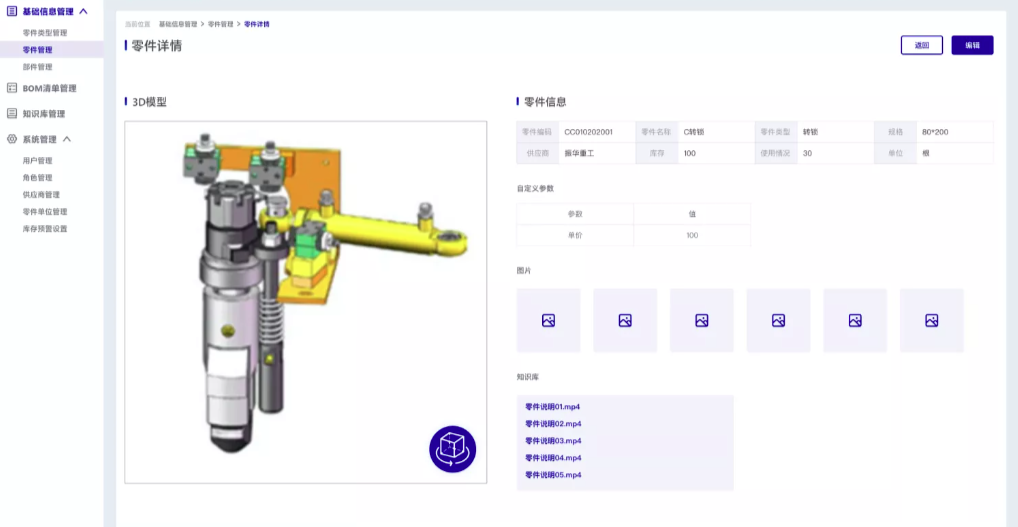 基础信息管理
零件类型管理
零件管理
部件管理
BOM清单管理
知识库管理
系统管理
用户管理
角色管理
供应商管理
零件单位管理
库存预警设置
当前位置 基础信息管理 > 零件管理 > 零件详情
零件详情
返回
编辑
3D模型
零件信息
零件编码 CC010202001 零件名称 C转锁 零件类型 转锁 规格 80*200
供应商 振华重工 库存 100 使用情况 30 单位 根
自定义参数
参数 值
单价 100
图片
知识库
零件说明01.mp4
零件说明02.mp4
零件说明03.mp4
零件说明04.mp4
零件说明05.mp4